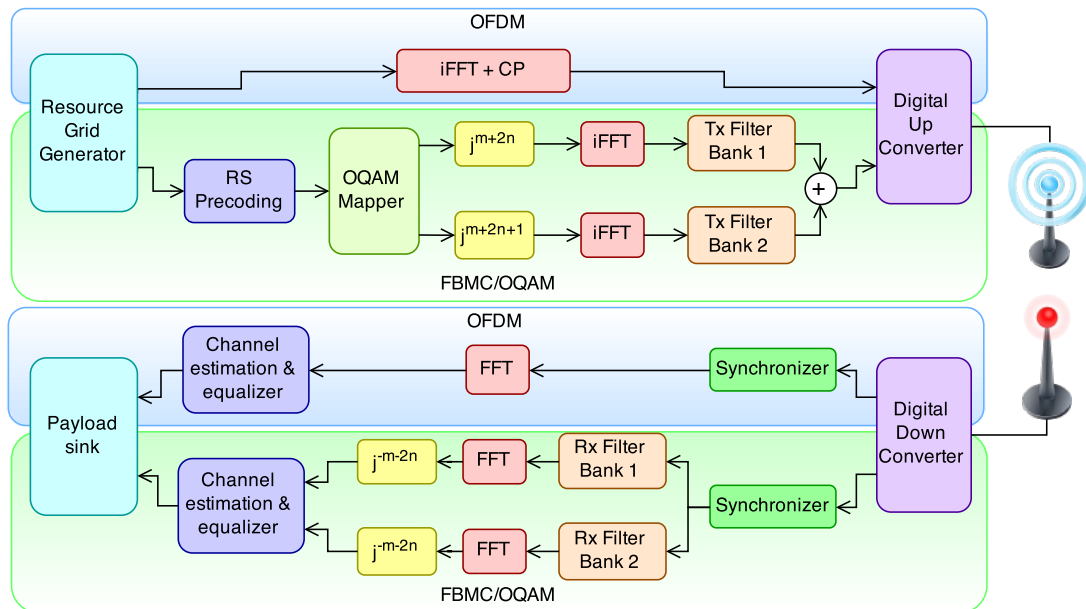 OFDM
iFFT + CP
Resource
Grid
Generator
Digital
Up
Converter
RS
Precoding
OQAM
Mapper
j^{m+2n}
iFFT
Tx Filter
Bank 1
+
j^{m+2n+1}
iFFT
Tx Filter
Bank 2
FBMC/OQAM
OFDM
Channel
estimation &
equalizer
FFT
Synchronizer
Payload
sink
Digital
Down
Converter
Channel
estimation &
equalizer
j^{-m-2n}
FFT
Rx Filter
Bank 1
Synchronizer
j^{-m-2n}
FFT
Rx Filter
Bank 2
FBMC/OQAM